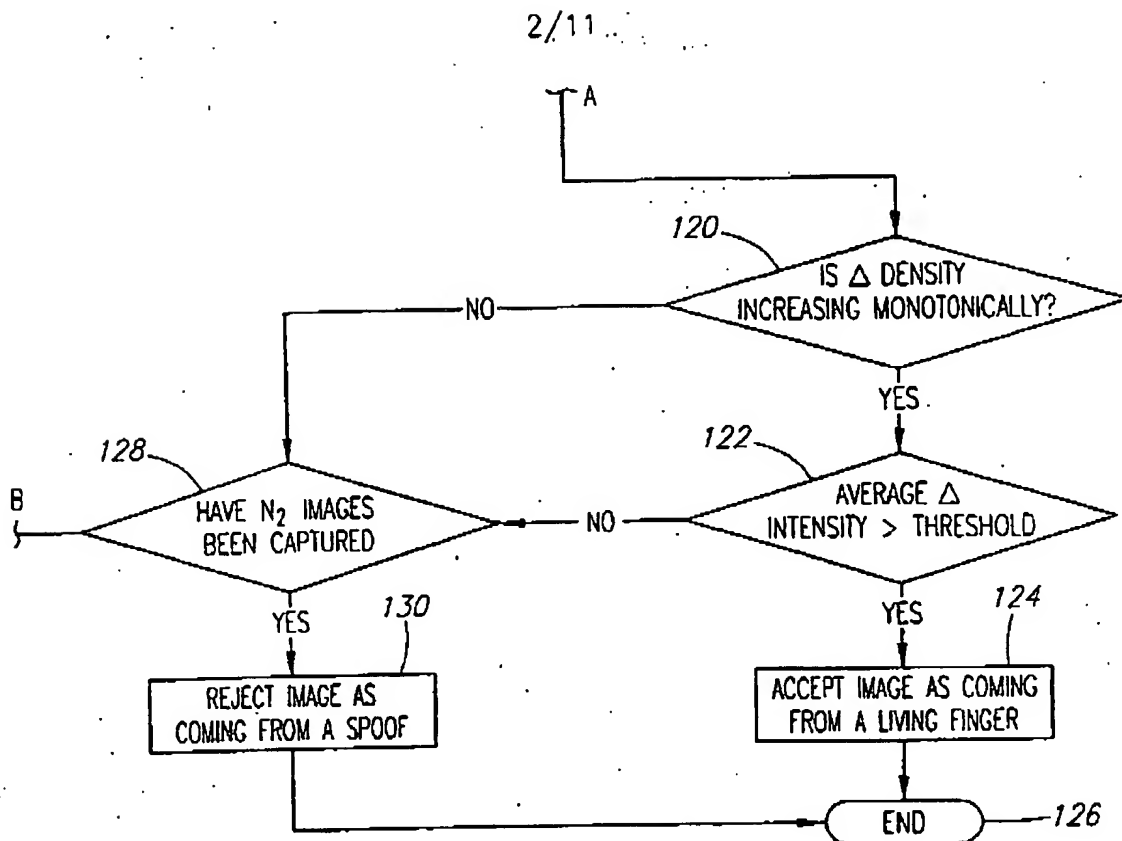 2/11
A
120
IS Δ DENSITY
INCREASING MONOTONICALLY?
NO
YES
122
128
B
HAVE N₂ IMAGES
BEEN CAPTURED
NO
AVERAGE Δ
INTENSITY > THRESHOLD
YES
130
YES
124
REJECT IMAGE AS
COMING FROM A SPOOF
ACCEPT IMAGE AS COMING
FROM A LIVING FINGER
END
126